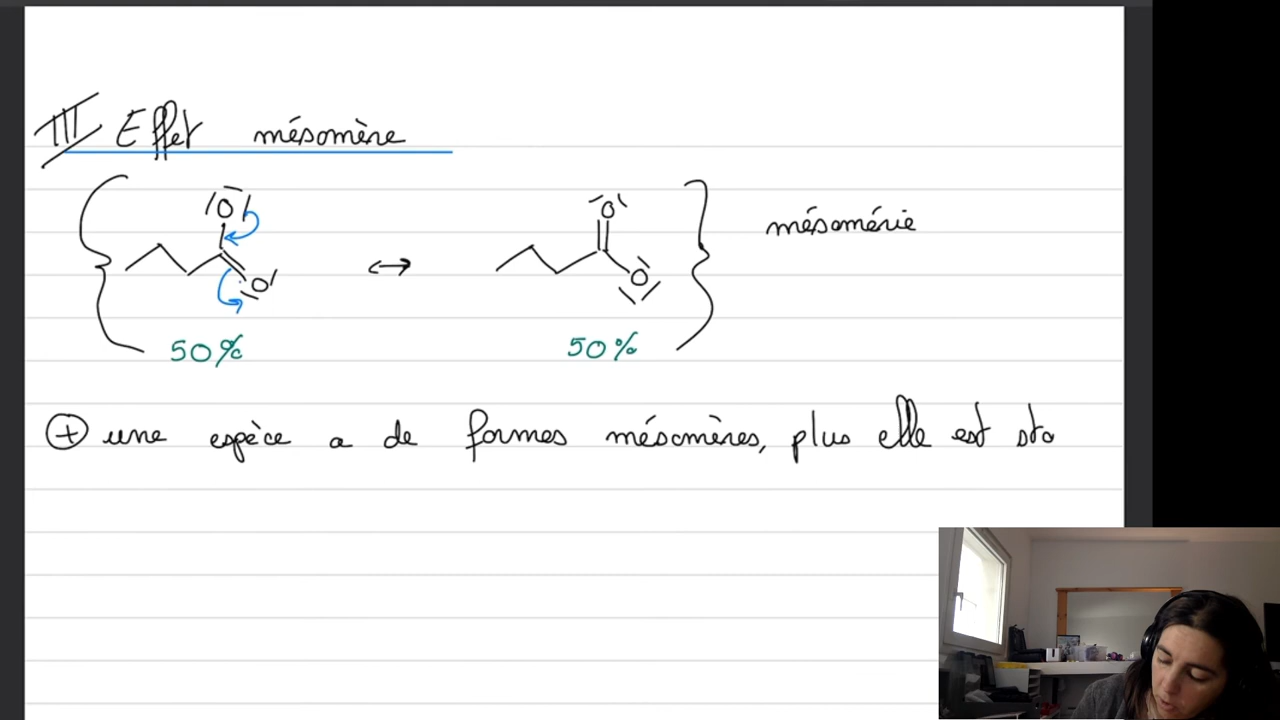 III Effet mésomère
|O| O O O mésomérie
50% 50%
⊕ une espèce a de formes mésomères, plus elle est sta